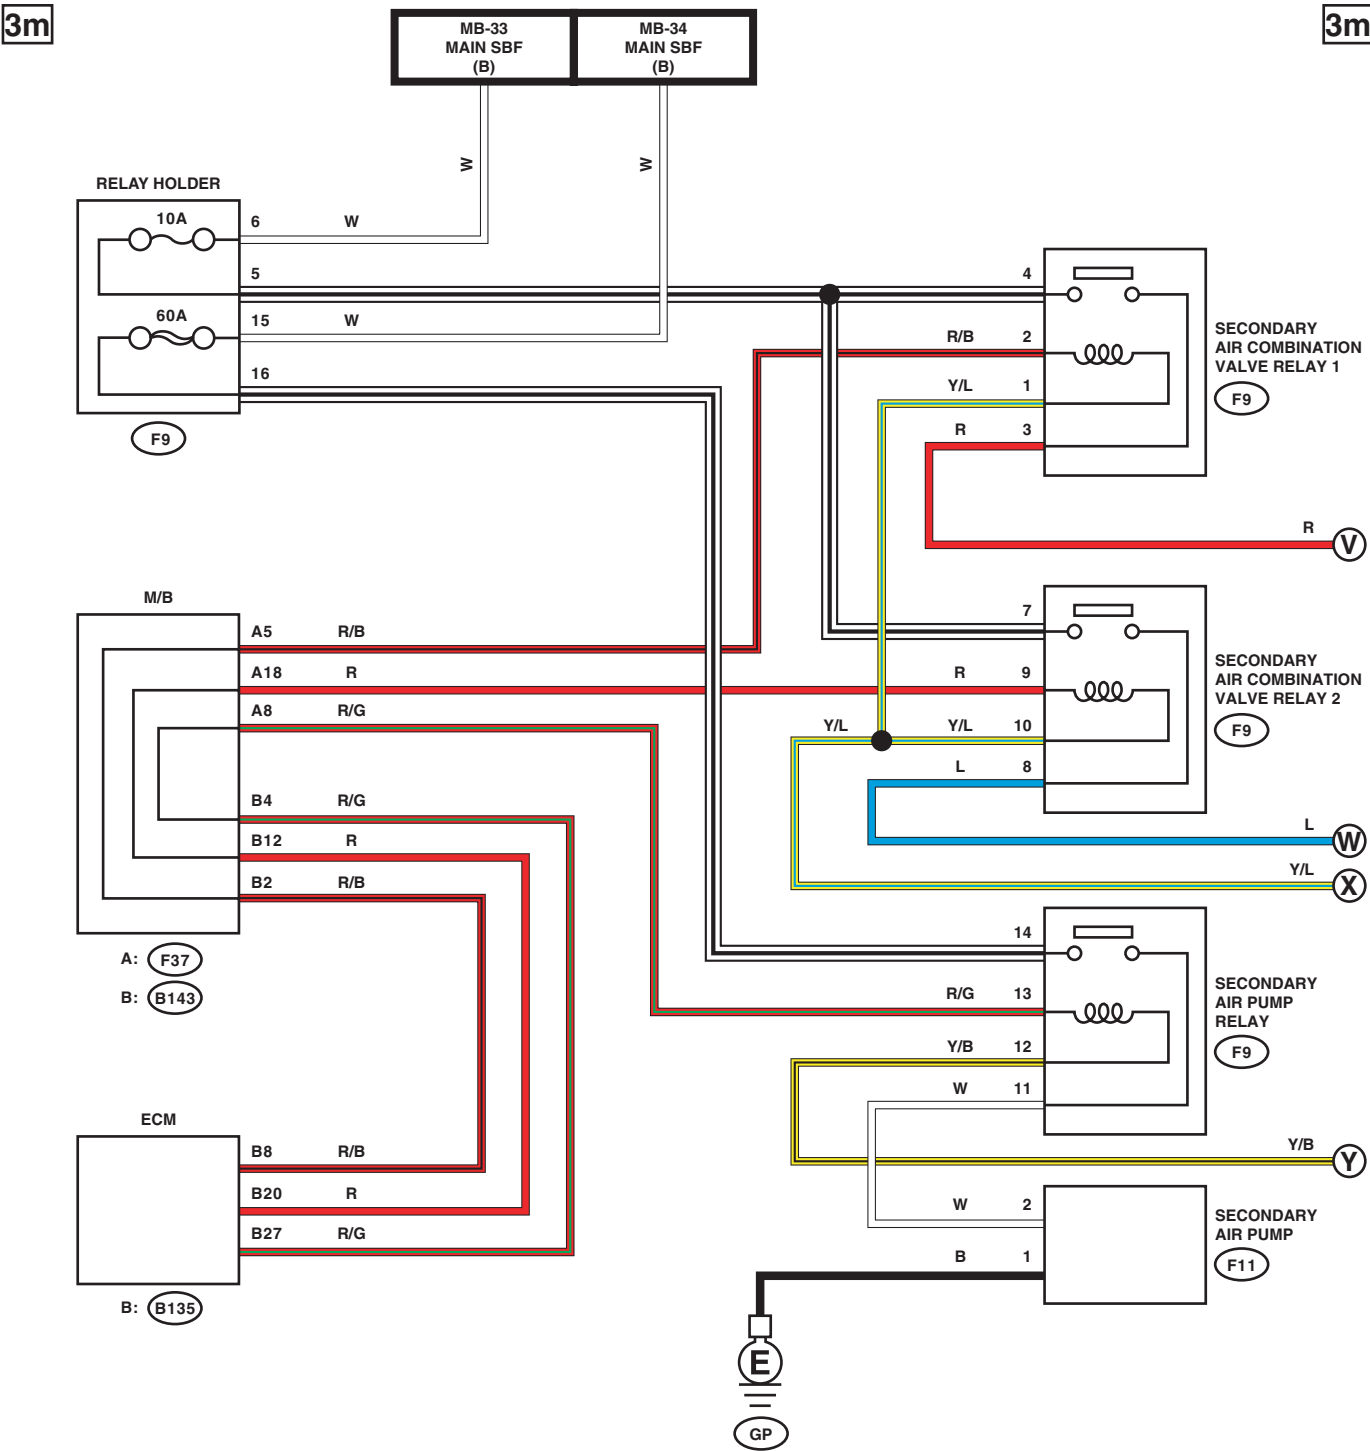 3m
3m
MB-33
MAIN SBF
(B)
MB-34
MAIN SBF
(B)
W
W
RELAY HOLDER
10A
6 W
5
60A
15 W
16
F9
4
R/B 2
Y/L 1
R 3
SECONDARY
AIR COMBINATION
VALVE RELAY 1
F9
R
V
M/B
A5 R/B
A18 R
A8 R/G
B4 R/G
B12 R
B2 R/B
A: F37
B: B143
7
R 9
Y/L Y/L 10
L 8
SECONDARY
AIR COMBINATION
VALVE RELAY 2
F9
L
W
Y/L
X
14
R/G 13
Y/B 12
W 11
SECONDARY
AIR PUMP
RELAY
F9
Y/B
Y
ECM
B8 R/B
B20 R
B27 R/G
B: B135
W 2
B 1
SECONDARY
AIR PUMP
F11
E
GP